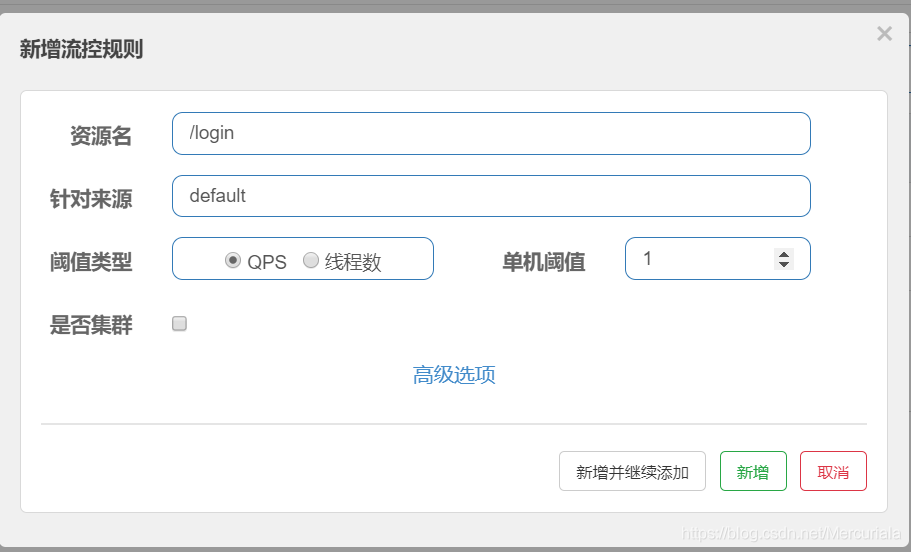 新增流控规则
×
资源名 /login
针对来源 default
阈值类型 QPS 线程数 单机阈值 1
是否集群
高级选项
新增并继续添加 新增 取消
https://blog.csdn.net/Mercuriala